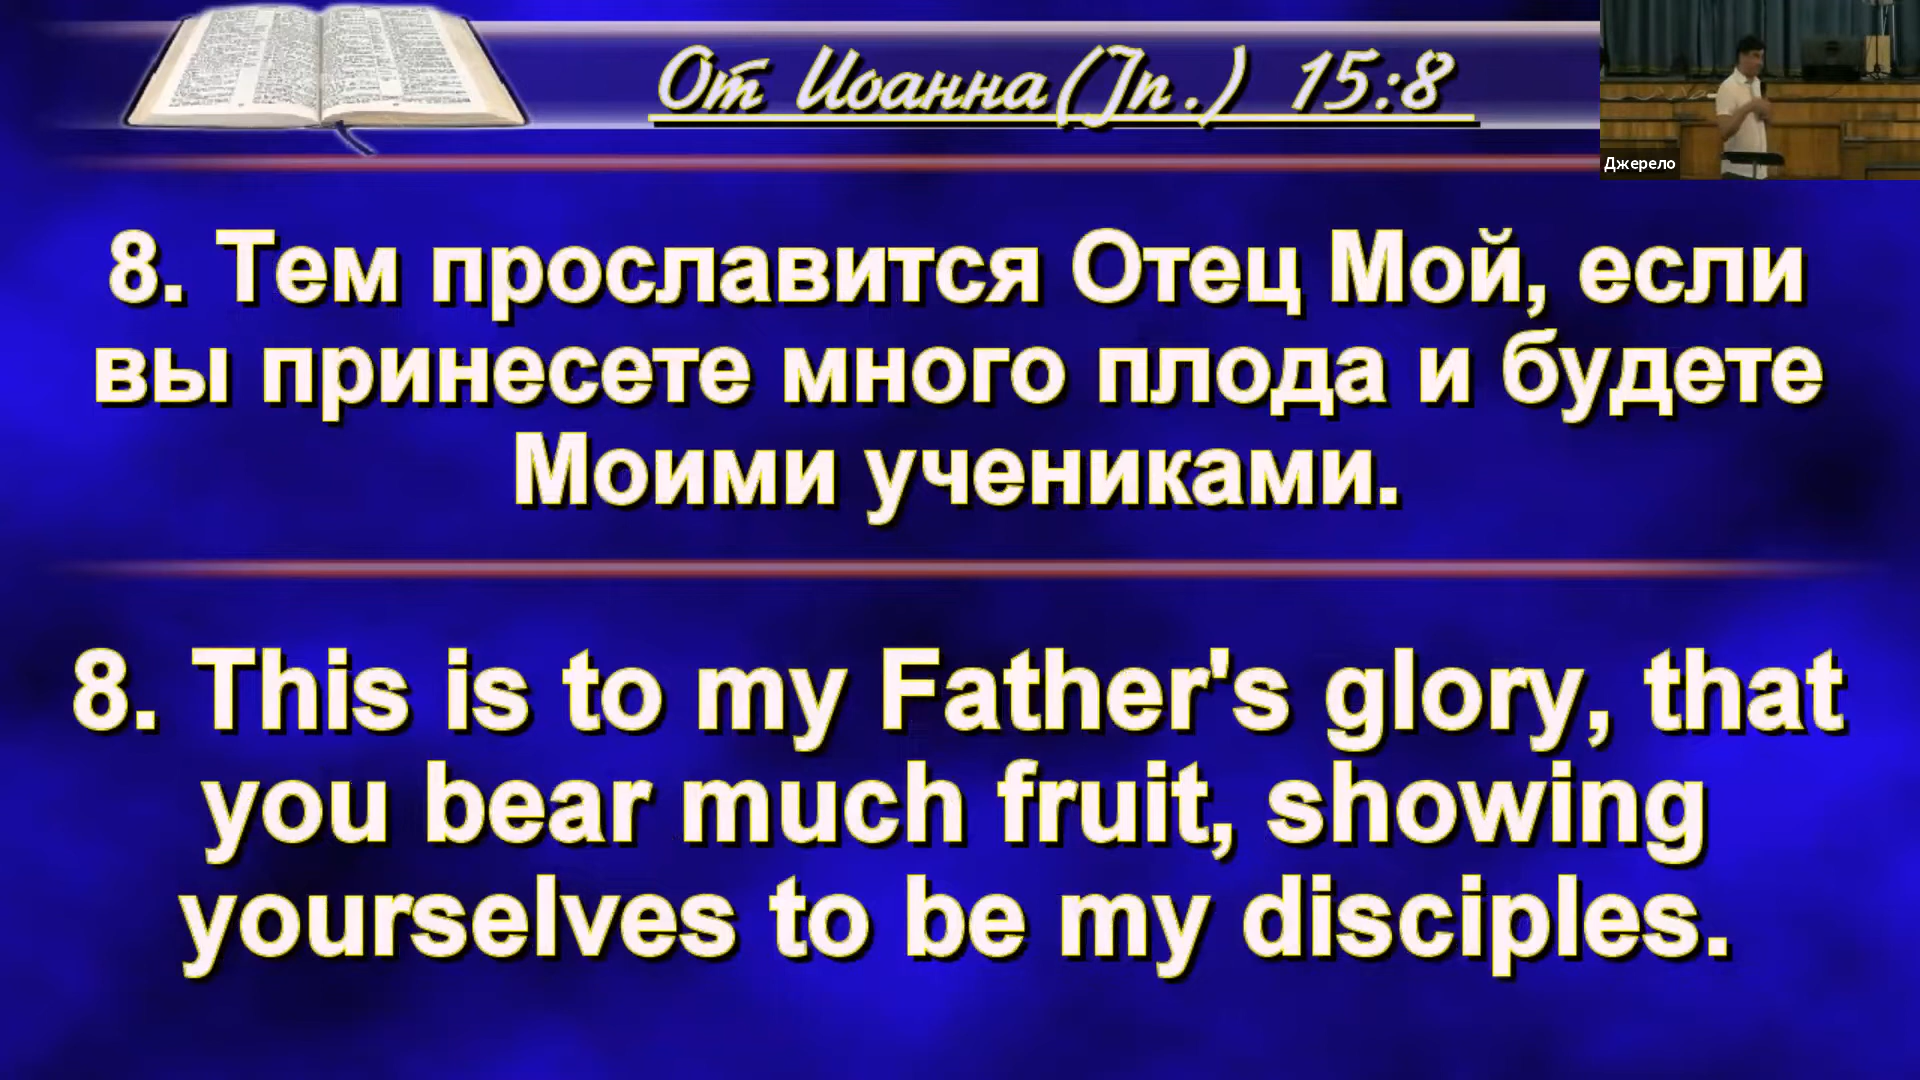 От Иоанна(Jn.) 15:8
Джерело
8. Тем прославится Отец Мой, если
вы принесете много плода и будете
Моими учениками.
8. This is to my Father's glory, that
you bear much fruit, showing
yourselves to be my disciples.